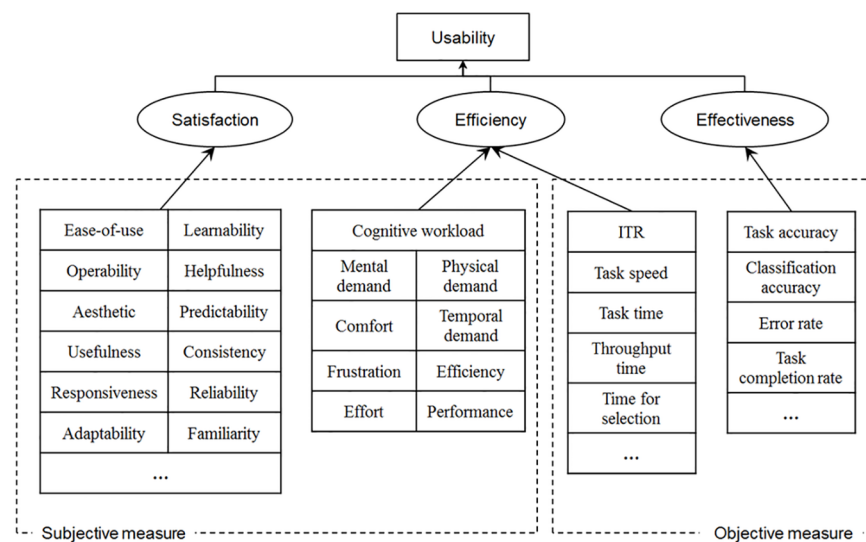 Usability
Satisfaction
Efficiency
Effectiveness
Ease-of-use
Learnability
Operability
Helpfulness
Aesthetic
Predictability
Usefulness
Consistency
Responsiveness
Reliability
Adaptability
Familiarity
...
Cognitive workload
Mental
demand
Physical
demand
Comfort
Temporal
demand
Frustration
Efficiency
Effort
Performance
ITR
Task speed
Task time
Throughput
time
Time for
selection
...
Task accuracy
Classification
accuracy
Error rate
Task
completion rate
...
Subjective measure
Objective measure